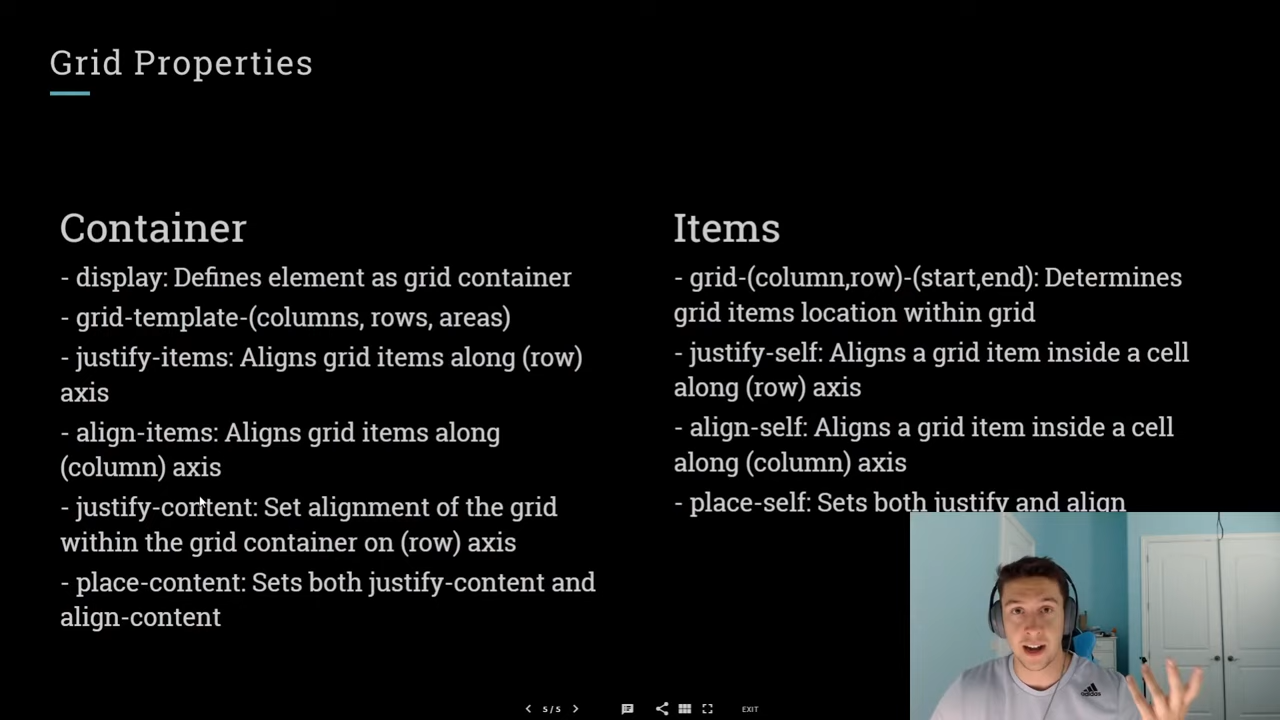 Grid Properties
Container
- display: Defines element as grid container
- grid-template-(columns, rows, areas)
- justify-items: Aligns grid items along (row)
axis
- align-items: Aligns grid items along
(column) axis
- justify-content: Set alignment of the grid
within the grid container on (row) axis
- place-content: Sets both justify-content and
align-content
Items
- grid-(column,row)-(start,end): Determines
grid items location within grid
- justify-self: Aligns a grid item inside a cell
along (row) axis
- align-self: Aligns a grid item inside a cell
along (column) axis
- place-self: Sets both justify and align
adidas
5 / 5
EXIT